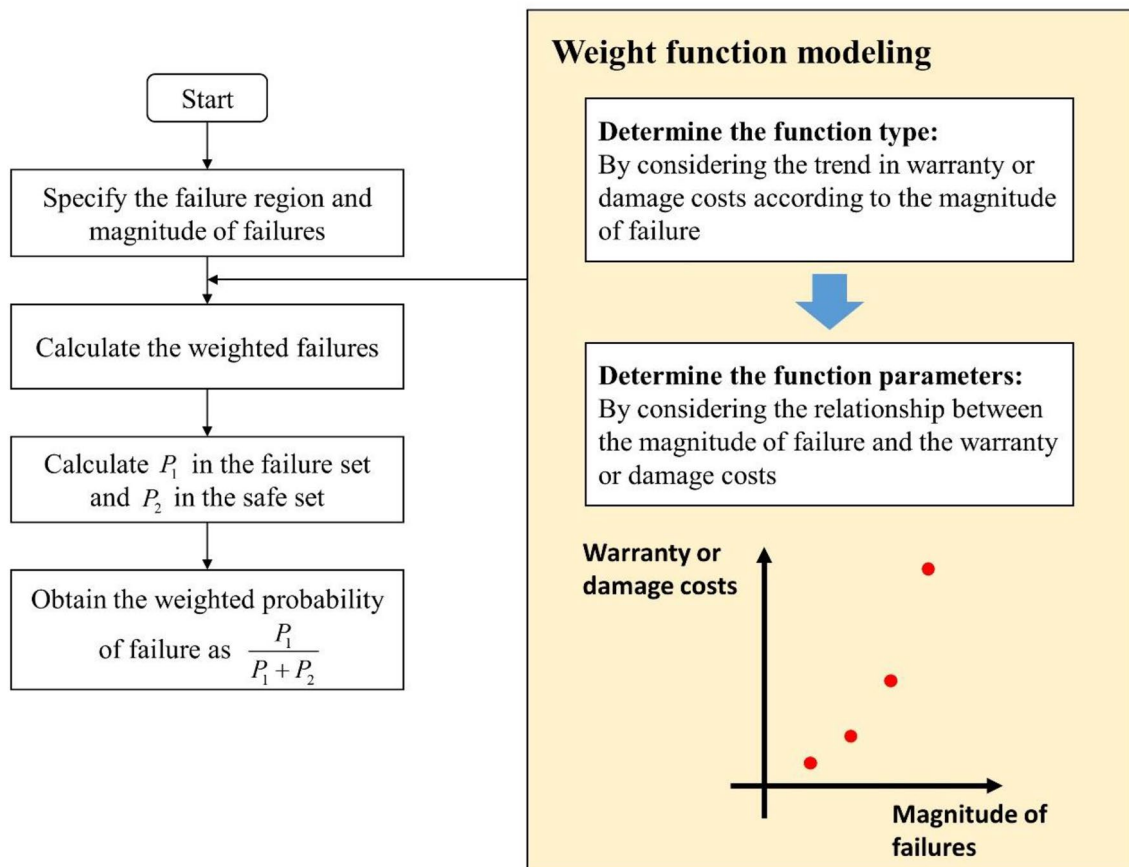 Start
Specify the failure region and
magnitude of failures
Calculate the weighted failures
Calculate P₁ in the failure set
and P₂ in the safe set
Obtain the weighted probability
of failure as P₁ / (P₁ + P₂)
Weight function modeling
Determine the function type:
By considering the trend in warranty or
damage costs according to the magnitude
of failure
Determine the function parameters:
By considering the relationship between
the magnitude of failure and the warranty
or damage costs
Warranty or
damage costs
Magnitude of
failures